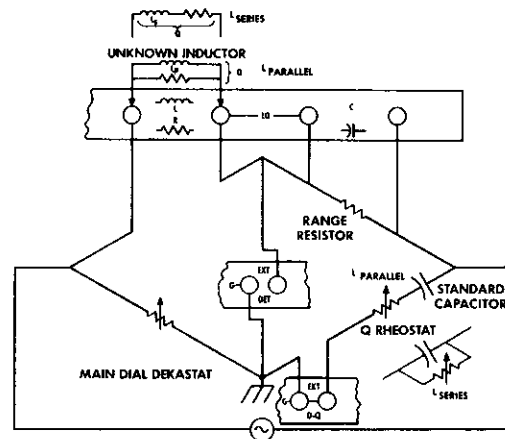 L SERIES
Q
UNKNOWN INDUCTOR
Q L PARALLEL
L
R
LQ
C
RANGE
RESISTOR
EXT
G
DET
L PARALLEL
STANDARD
CAPACITOR
Q RHEOSTAT
MAIN DIAL DEKASTAT
EXT
G
D-Q
L SERIES